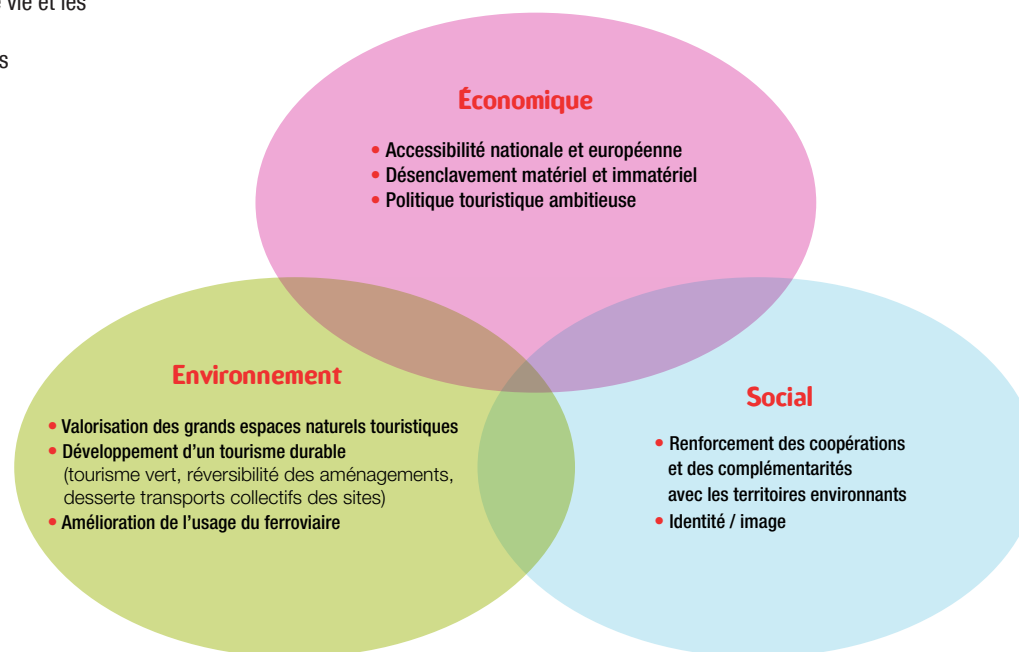 vie et les
s
Économique
• Accessibilité nationale et européenne
• Désenclavement matériel et immatériel
• Politique touristique ambitieuse
Environnement
• Valorisation des grands espaces naturels touristiques
• Développement d’un tourisme durable
(tourisme vert, réversibilité des aménagements,
desserte transports collectifs des sites)
• Amélioration de l’usage du ferroviaire
Social
• Renforcement des coopérations
et des complémentarités
avec les territoires environnants
• Identité / image